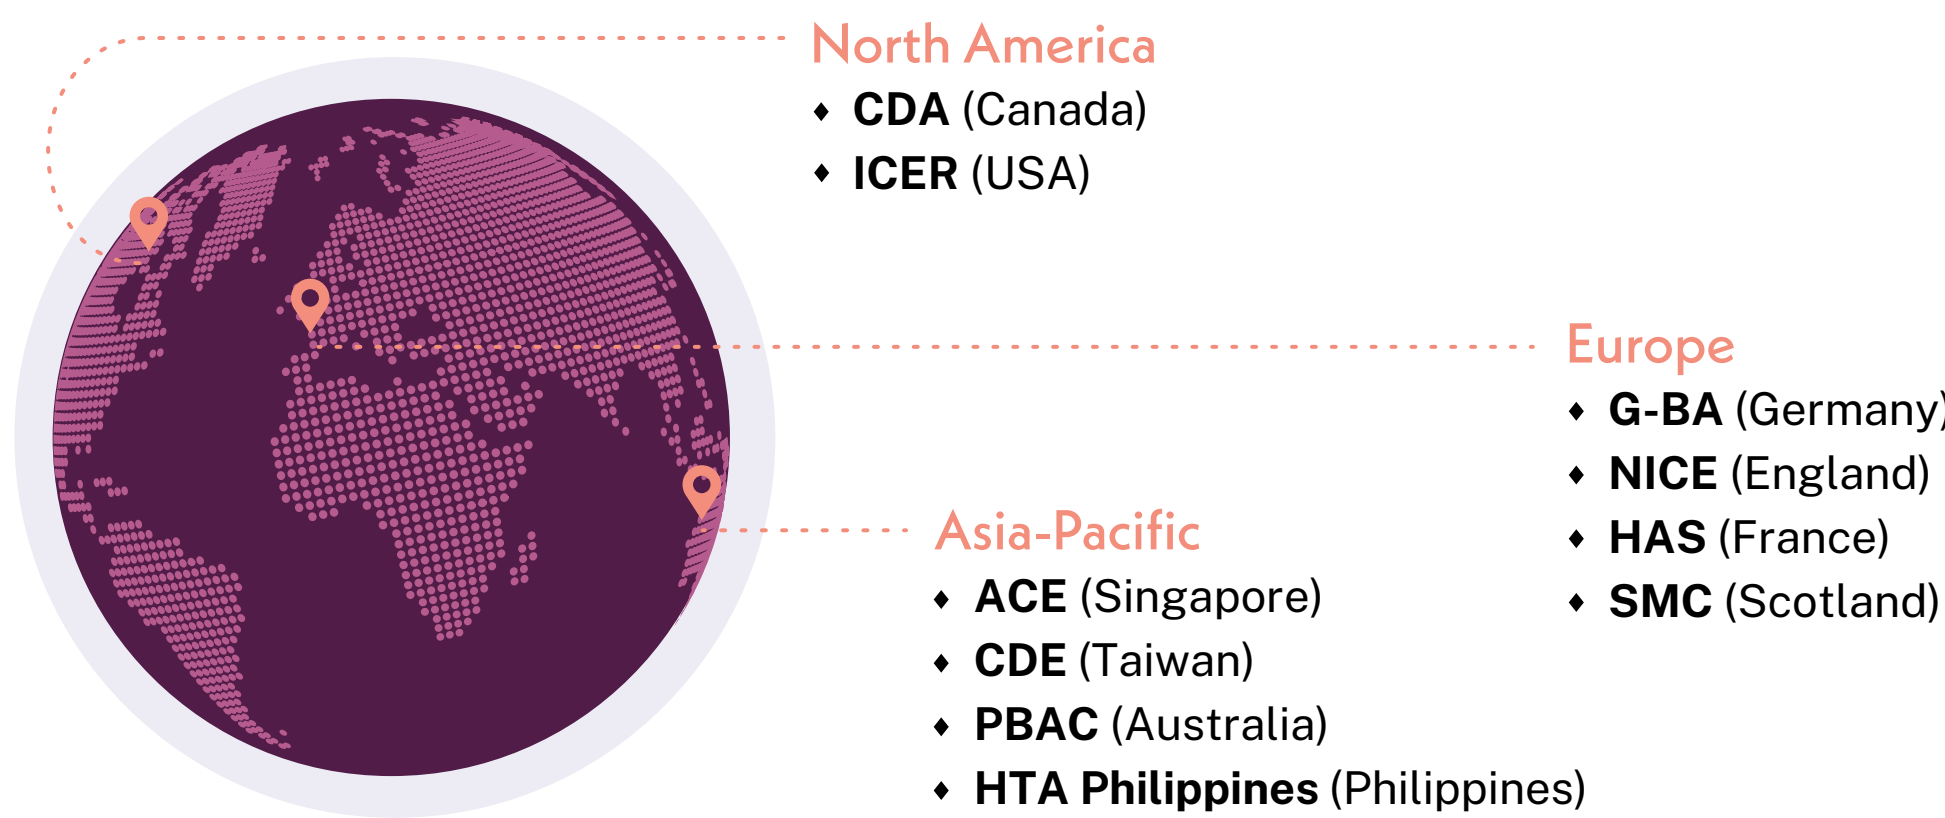 North America
CDA (Canada)
ICER (USA)
Europe
G-BA (Germany)
NICE (England)
HAS (France)
SMC (Scotland)
Asia-Pacific
ACE (Singapore)
CDE (Taiwan)
PBAC (Australia)
HTA Philippines (Philippines)